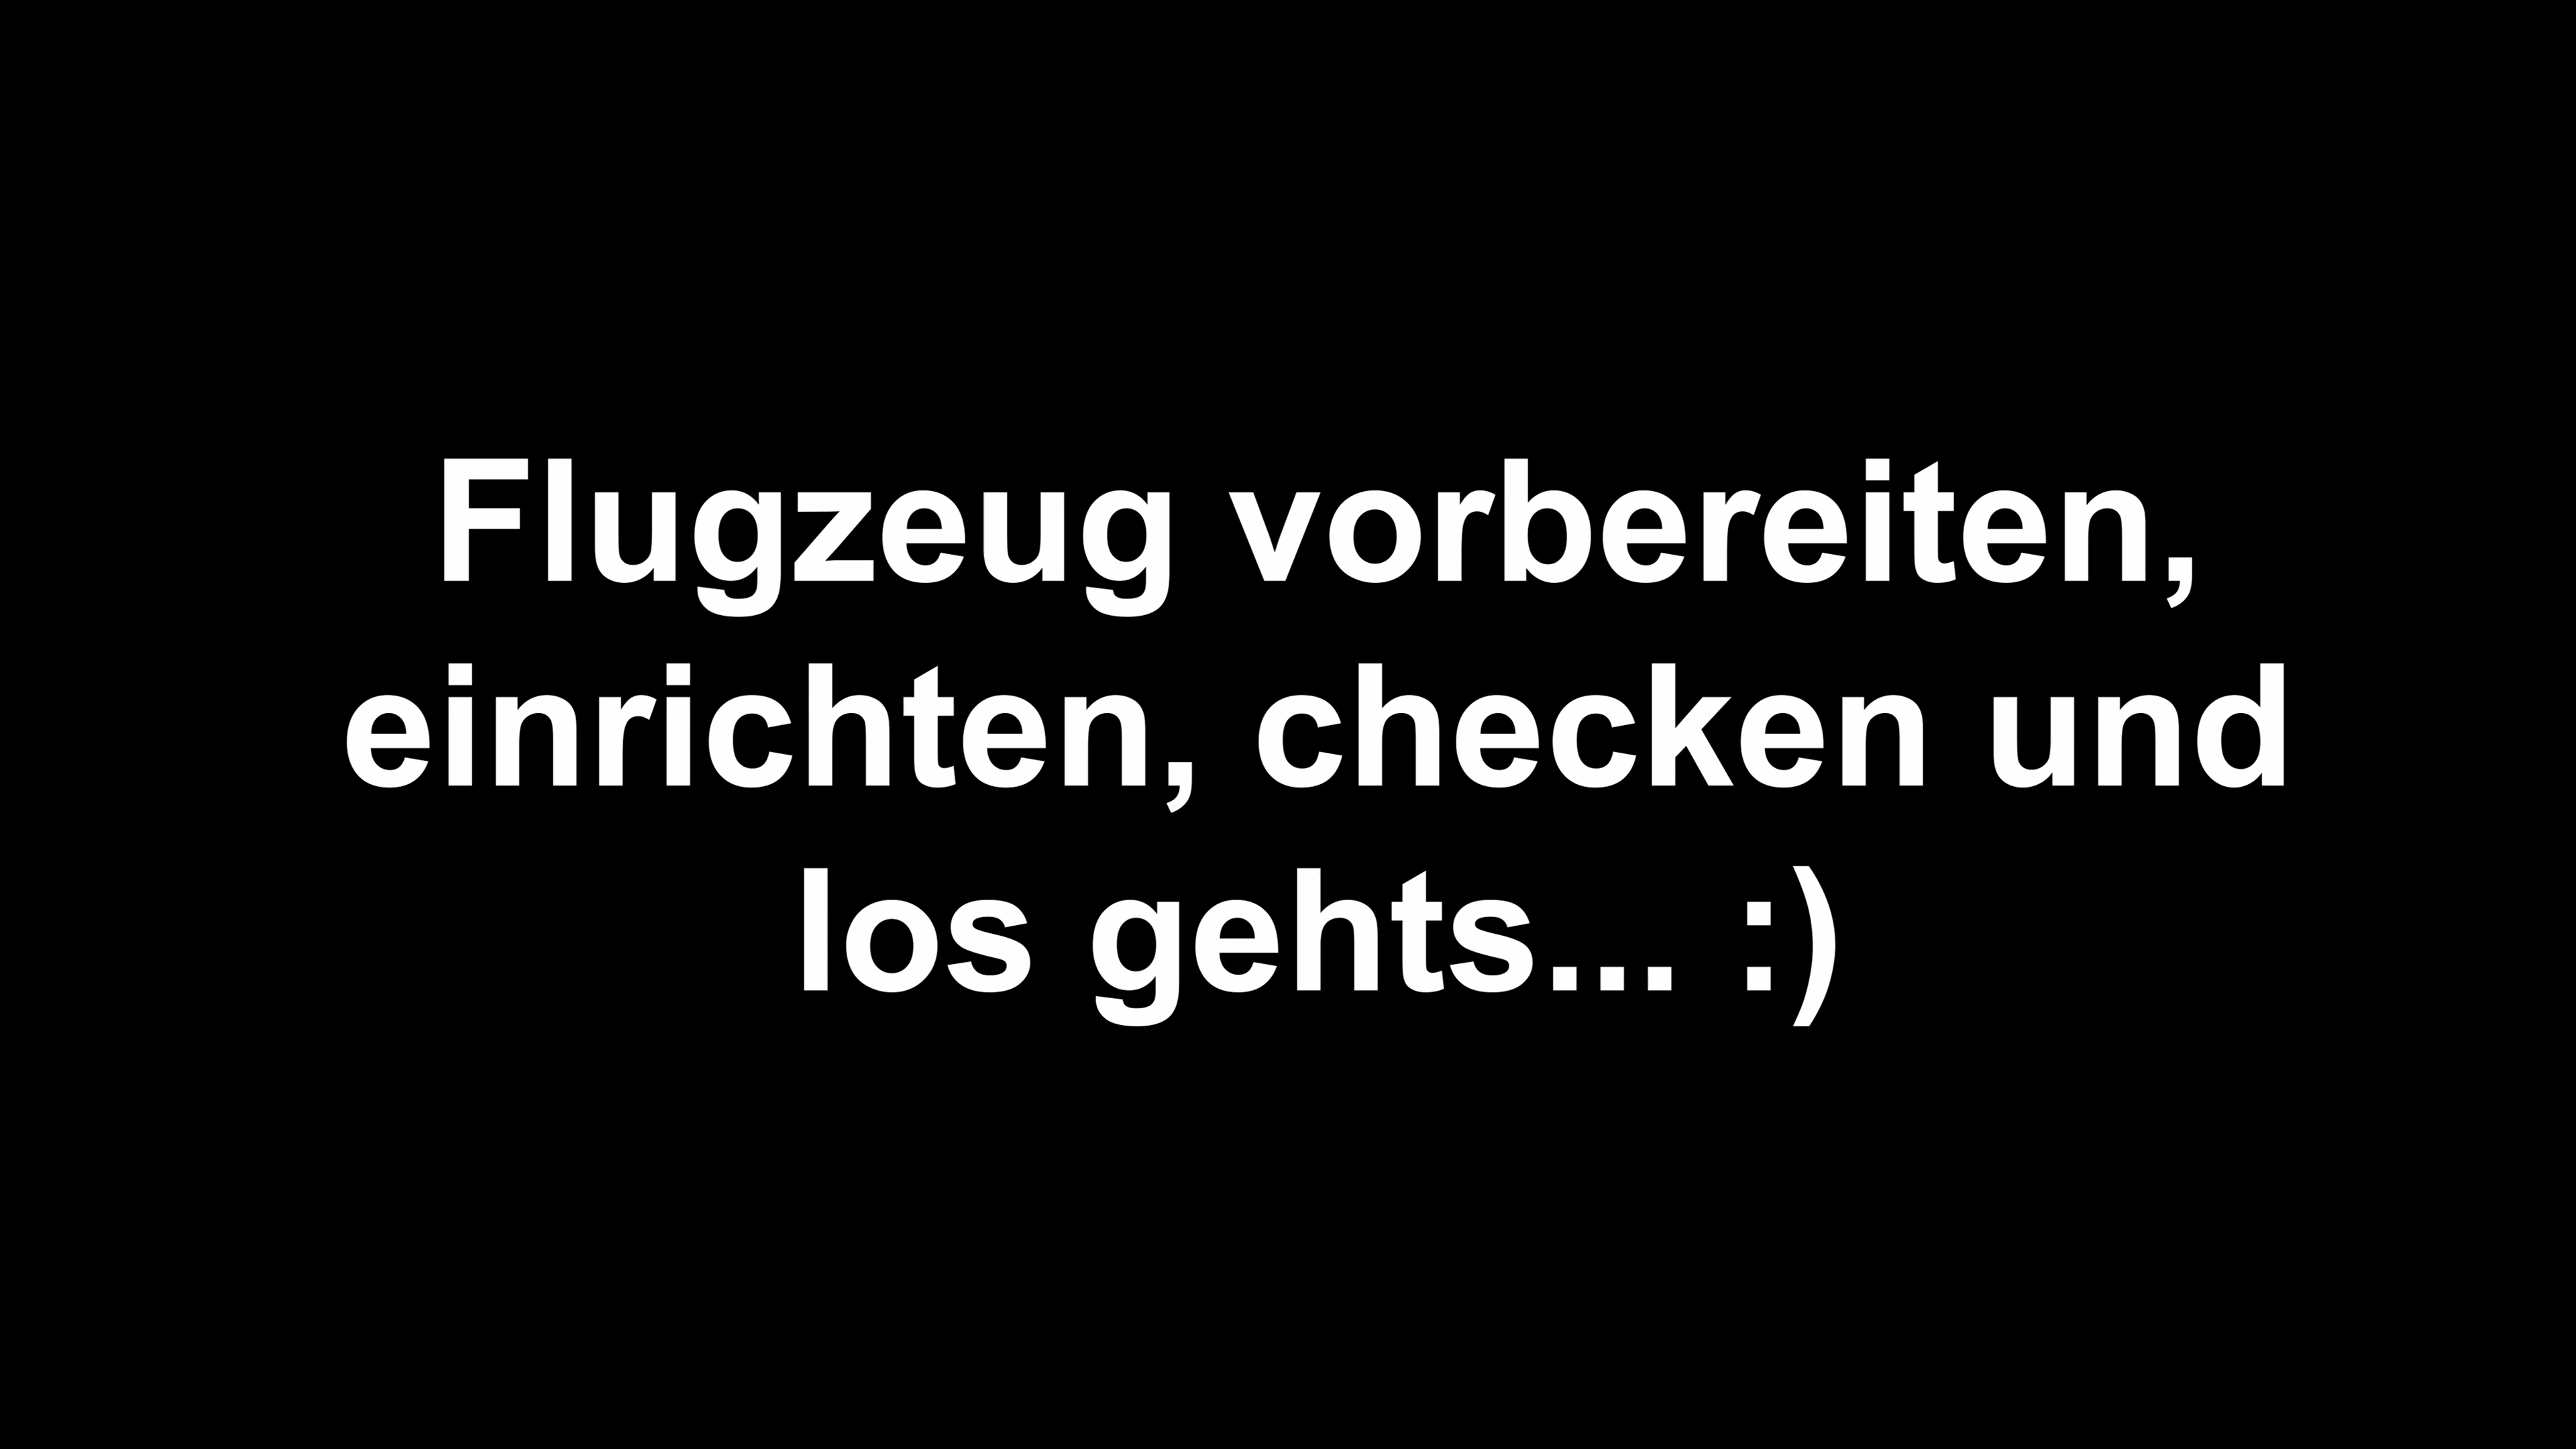 Flugzeug vorbereiten,
einrichten, checken und
los gehts... :)